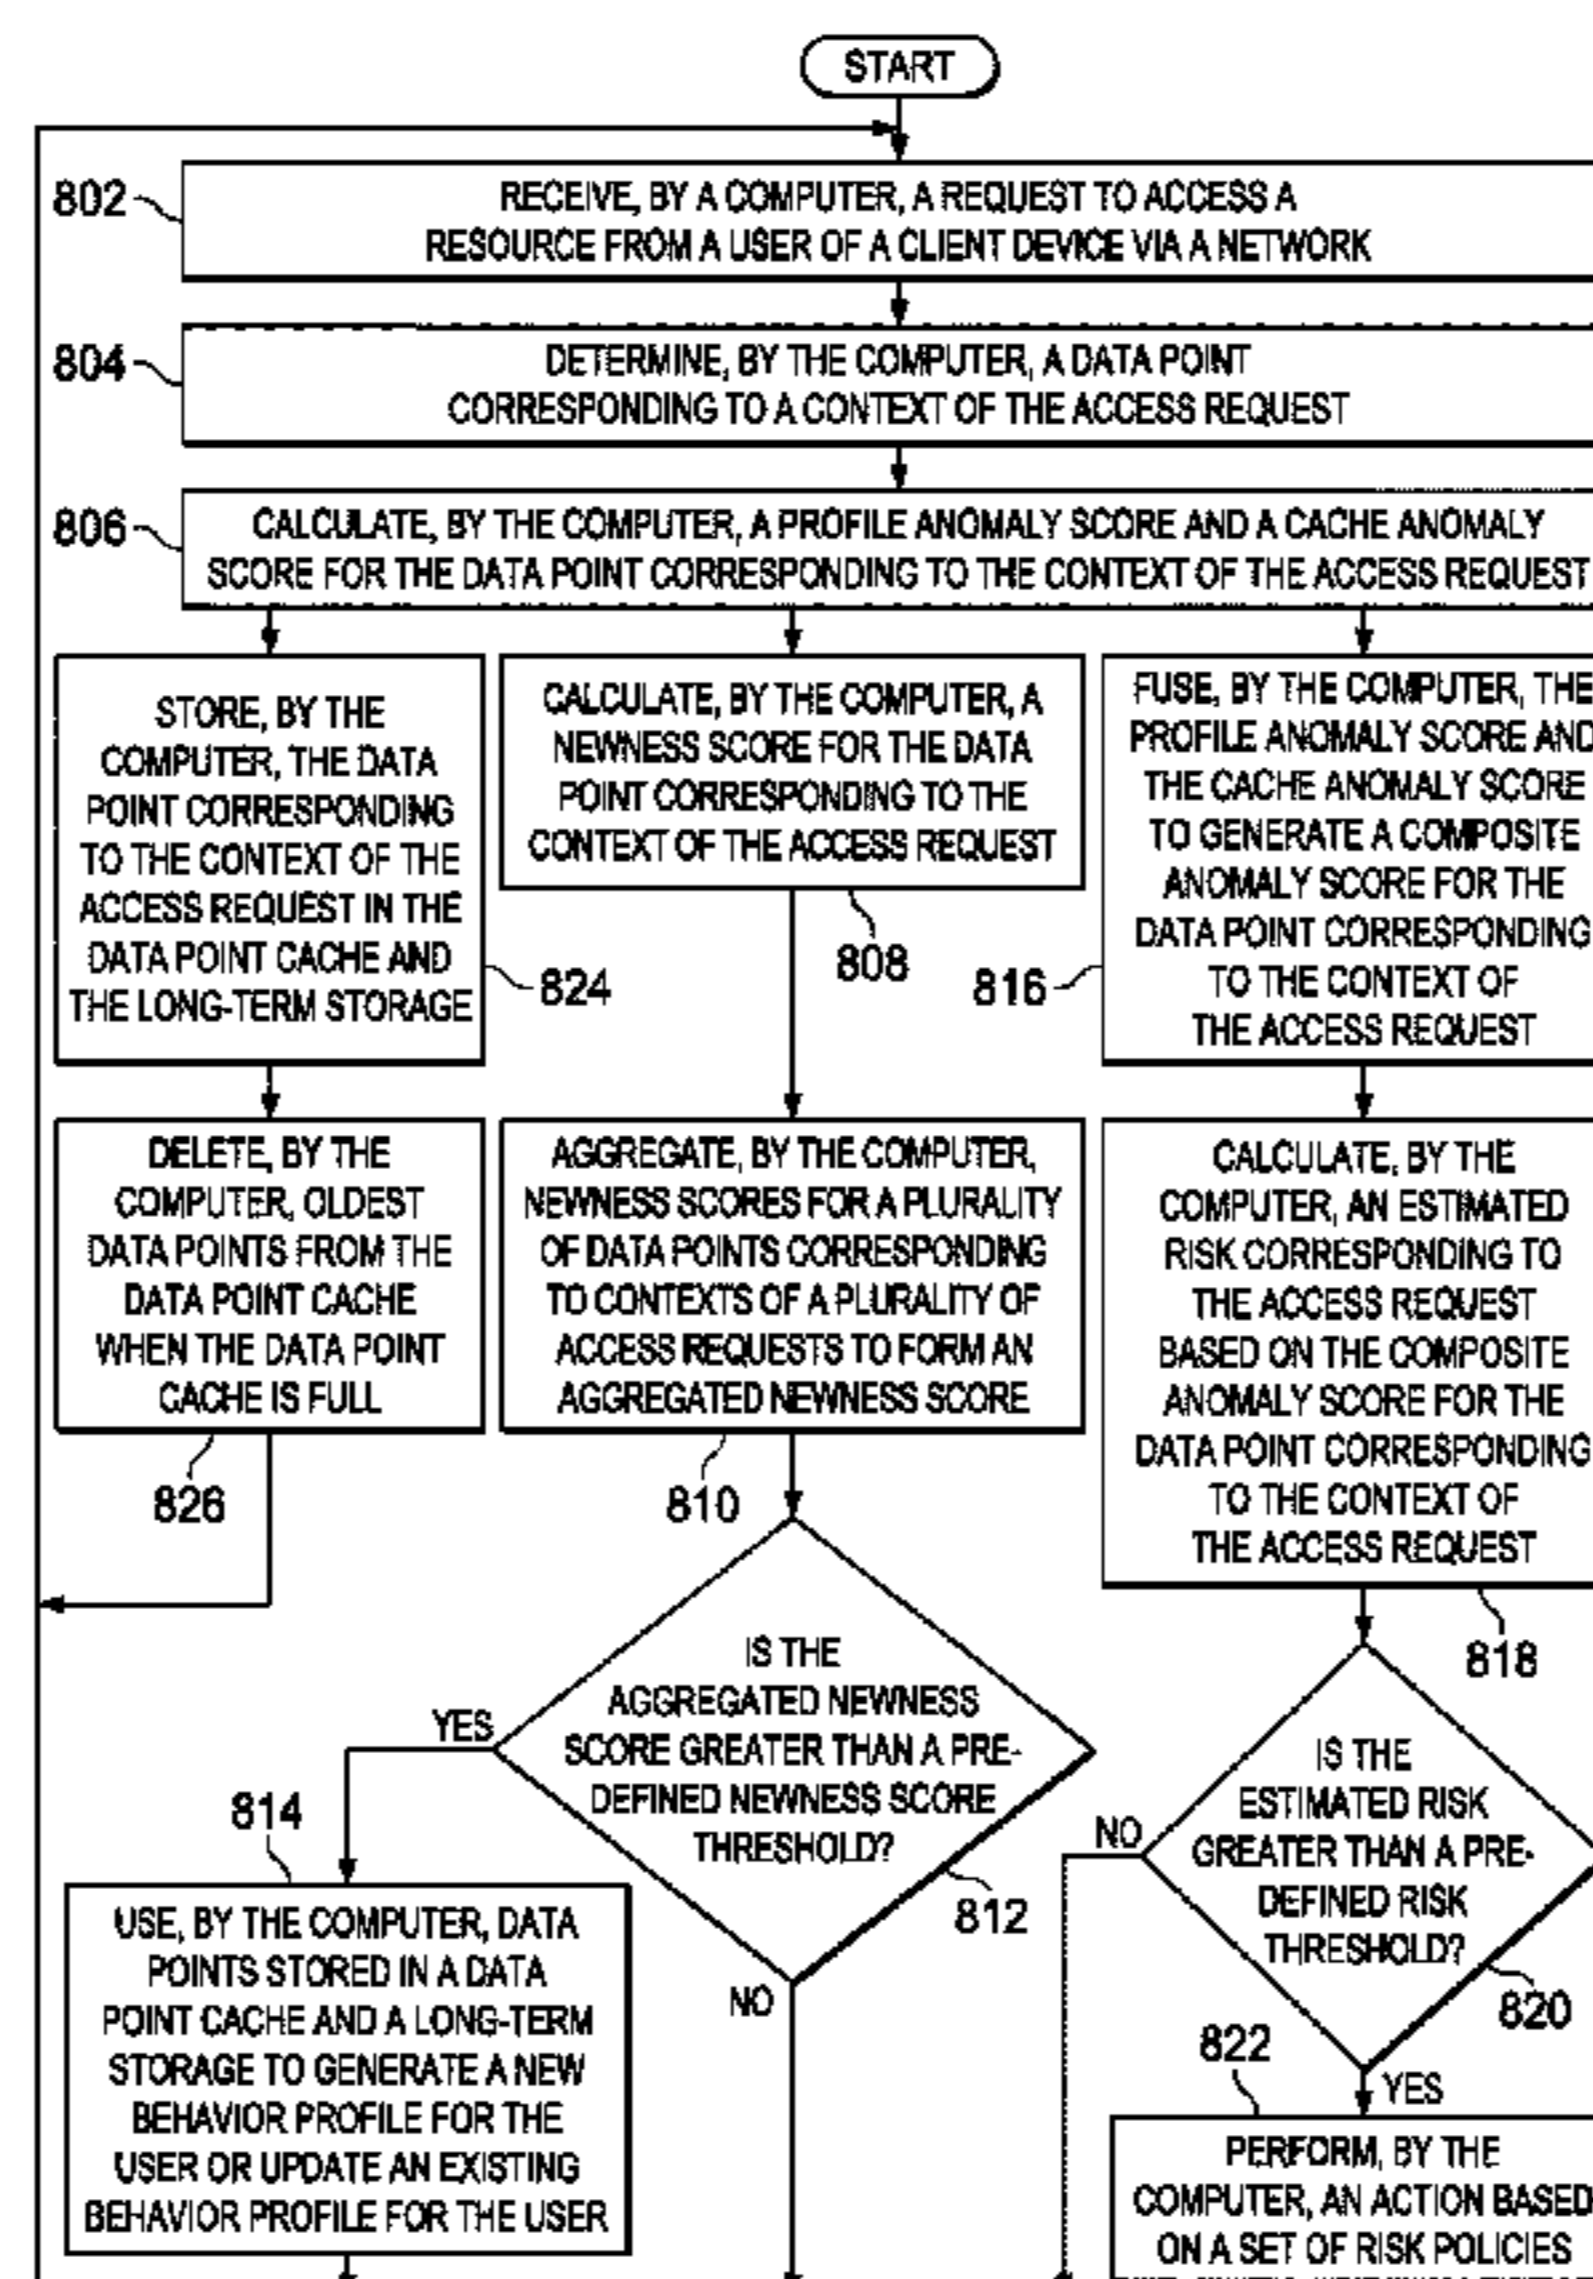 START
802
RECEIVE, BY A COMPUTER, A REQUEST TO ACCESS A
RESOURCE FROM A USER OF A CLIENT DEVICE VIA A NETWORK
804
DETERMINE, BY THE COMPUTER, A DATA POINT
CORRESPONDING TO A CONTEXT OF THE ACCESS REQUEST
806
CALCULATE, BY THE COMPUTER, A PROFILE ANOMALY SCORE AND A CACHE ANOMALY
SCORE FOR THE DATA POINT CORRESPONDING TO THE CONTEXT OF THE ACCESS REQUEST
STORE, BY THE
COMPUTER, THE DATA
POINT CORRESPONDING
TO THE CONTEXT OF THE
ACCESS REQUEST IN THE
DATA POINT CACHE AND
THE LONG-TERM STORAGE
824
CALCULATE, BY THE COMPUTER, A
NEWNESS SCORE FOR THE DATA
POINT CORRESPONDING TO THE
CONTEXT OF THE ACCESS REQUEST
808
FUSE, BY THE COMPUTER, THE
PROFILE ANOMALY SCORE AND
THE CACHE ANOMALY SCORE
TO GENERATE A COMPOSITE
ANOMALY SCORE FOR THE
DATA POINT CORRESPONDING
TO THE CONTEXT OF
THE ACCESS REQUEST
816
DELETE, BY THE
COMPUTER, OLDEST
DATA POINTS FROM THE
DATA POINT CACHE
WHEN THE DATA POINT
CACHE IS FULL
826
AGGREGATE, BY THE COMPUTER,
NEWNESS SCORES FOR A PLURALITY
OF DATA POINTS CORRESPONDING
TO CONTEXTS OF A PLURALITY OF
ACCESS REQUESTS TO FORM AN
AGGREGATED NEWNESS SCORE
810
CALCULATE, BY THE
COMPUTER, AN ESTIMATED
RISK CORRESPONDING TO
THE ACCESS REQUEST
BASED ON THE COMPOSITE
ANOMALY SCORE FOR THE
DATA POINT CORRESPONDING
TO THE CONTEXT OF
THE ACCESS REQUEST
818
IS THE
AGGREGATED NEWNESS
SCORE GREATER THAN A PRE-
DEFINED NEWNESS SCORE
THRESHOLD?
812
YES
NO
IS THE
ESTIMATED RISK
GREATER THAN A PRE-
DEFINED RISK
THRESHOLD?
820
NO
YES
814
USE, BY THE COMPUTER, DATA
POINTS STORED IN A DATA
POINT CACHE AND A LONG-TERM
STORAGE TO GENERATE A NEW
BEHAVIOR PROFILE FOR THE
USER OR UPDATE AN EXISTING
BEHAVIOR PROFILE FOR THE USER
822
PERFORM, BY THE
COMPUTER, AN ACTION BASED
ON A SET OF RISK POLICIES